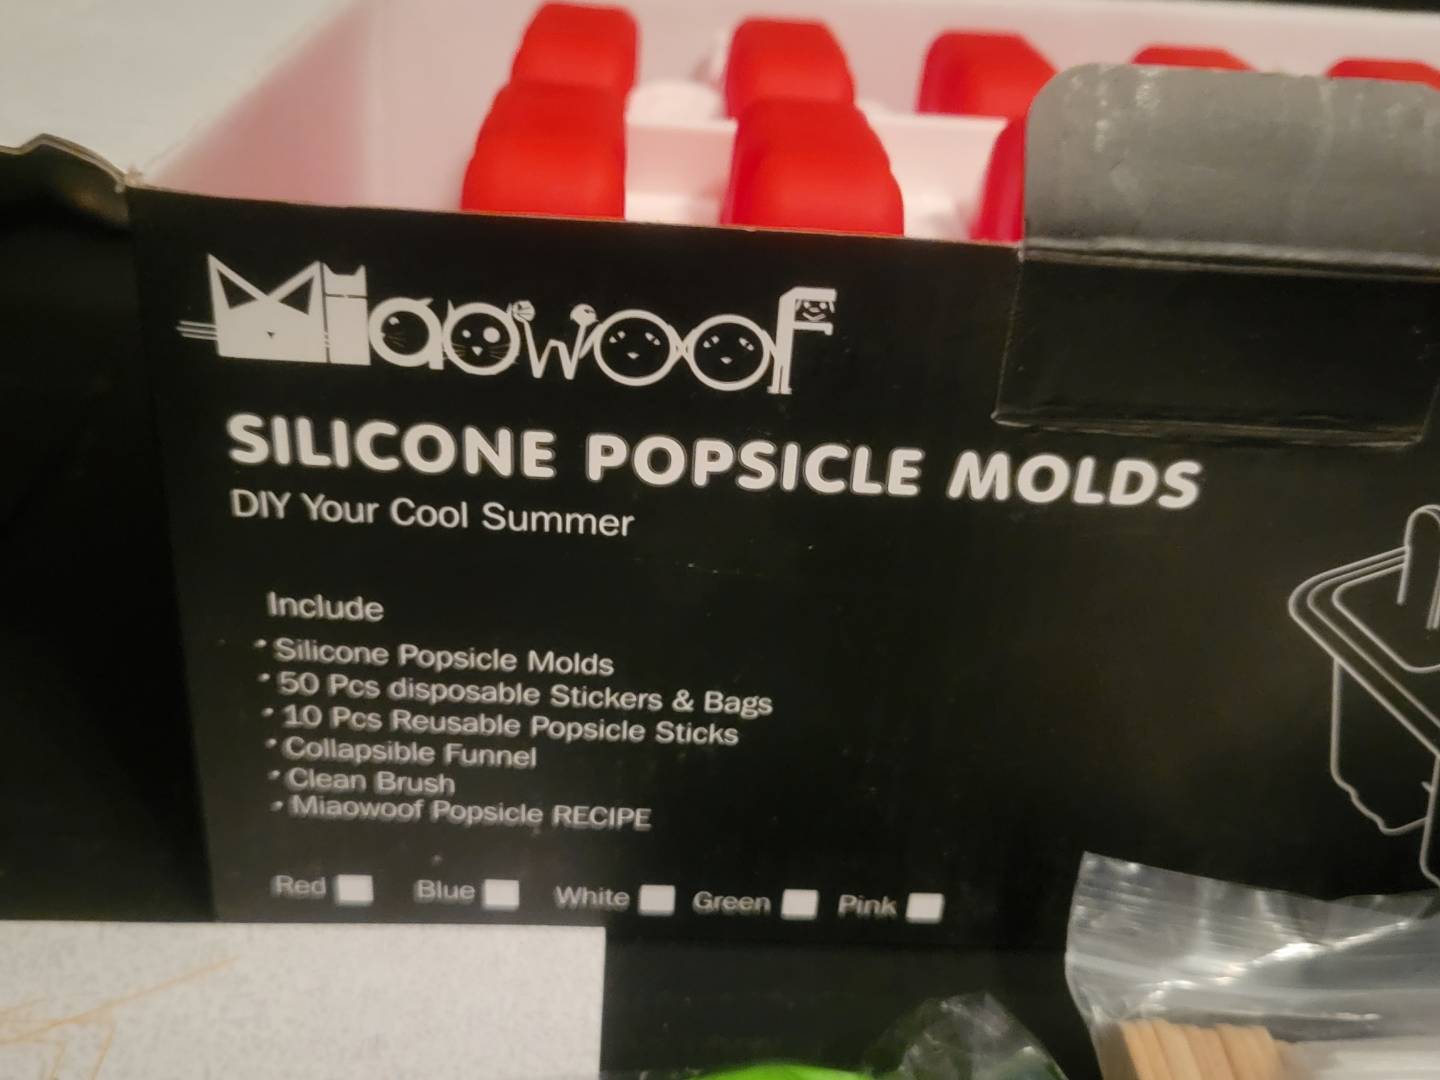 Miaowoof
SILICONE POPSICLE MOLDS
DIY Your Cool Summer
Include
• Silicone Popsicle Molds
• 50 Pcs disposable Stickers & Bags
• 10 Pcs Reusable Popsicle Sticks
• Collapsible Funnel
• Clean Brush
• Miaowoof Popsicle RECIPE
Red Blue White Green Pink